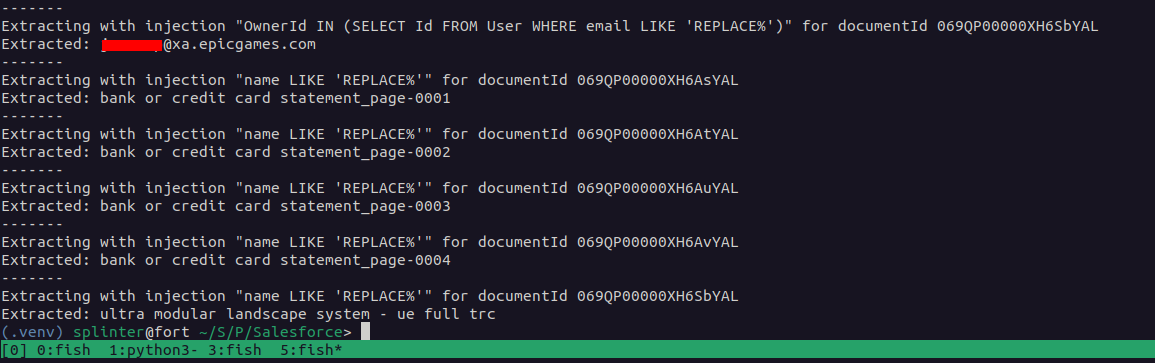 -------
Extracting with injection "OwnerId IN (SELECT Id FROM User WHERE email LIKE 'REPLACE%')" for documentId 069QP00000XH6SbYAL
Extracted: @xa.epicgames.com
-------
Extracting with injection "name LIKE 'REPLACE%'" for documentId 069QP00000XH6AsYAL
Extracted: bank or credit card statement_page-0001
-------
Extracting with injection "name LIKE 'REPLACE%'" for documentId 069QP00000XH6AtYAL
Extracted: bank or credit card statement_page-0002
-------
Extracting with injection "name LIKE 'REPLACE%'" for documentId 069QP00000XH6AuYAL
Extracted: bank or credit card statement_page-0003
-------
Extracting with injection "name LIKE 'REPLACE%'" for documentId 069QP00000XH6AvYAL
Extracted: bank or credit card statement_page-0004
-------
Extracting with injection "name LIKE 'REPLACE%'" for documentId 069QP00000XH6SbYAL
Extracted: ultra modular landscape system - ue full trc
(.venv) splinter@fort ~/S/P/Salesforce>
[0] 0:fish  1:python3- 3:fish  5:fish*